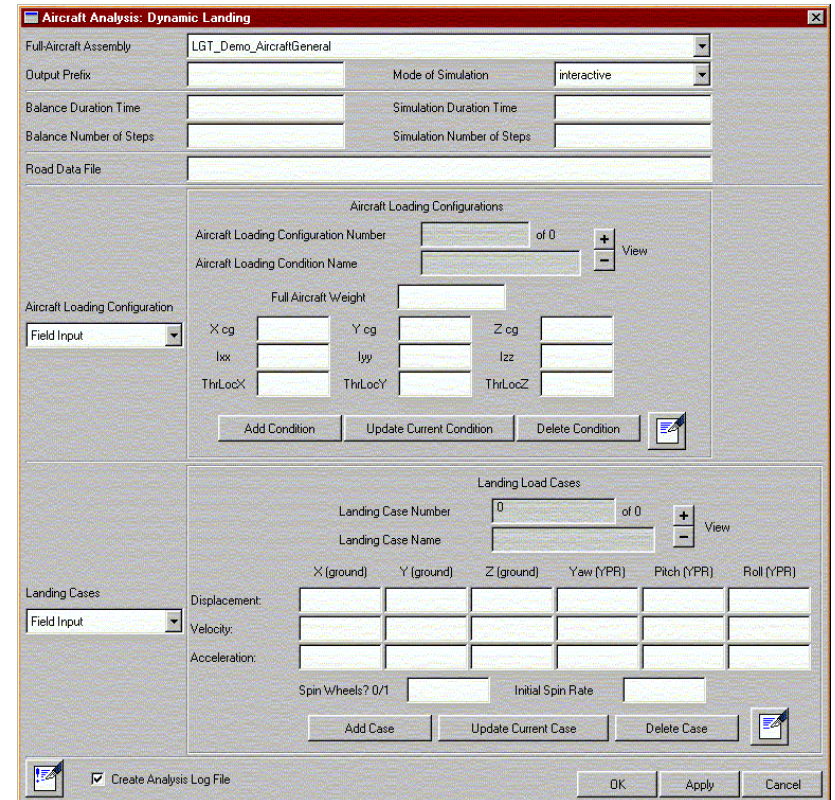 Aircraft Analysis: Dynamic Landing
Full-Aircraft Assembly LGT_Demo_AircraftGeneral
Output Prefix Mode of Simulation interactive
Balance Duration Time Simulation Duration Time
Balance Number of Steps Simulation Number of Steps
Road Data File
Aircraft Loading Configurations
Aircraft Loading Configuration Number of 0 + View
Aircraft Loading Condition Name −
Full Aircraft Weight
Aircraft Loading Configuration
Field Input
X cg Y cg Z cg
Ixx Iyy Izz
ThrLocX ThrLocY ThrLocZ
Add Condition Update Current Condition Delete Condition
Landing Load Cases
Landing Case Number 0 of 0 + View
Landing Case Name −
X (ground) Y (ground) Z (ground) Yaw (YPR) Pitch (YPR) Roll (YPR)
Landing Cases
Field Input
Displacement:
Velocity:
Acceleration:
Spin Wheels? 0/1 Initial Spin Rate
Add Case Update Current Case Delete Case
Create Analysis Log File
OK Apply Cancel